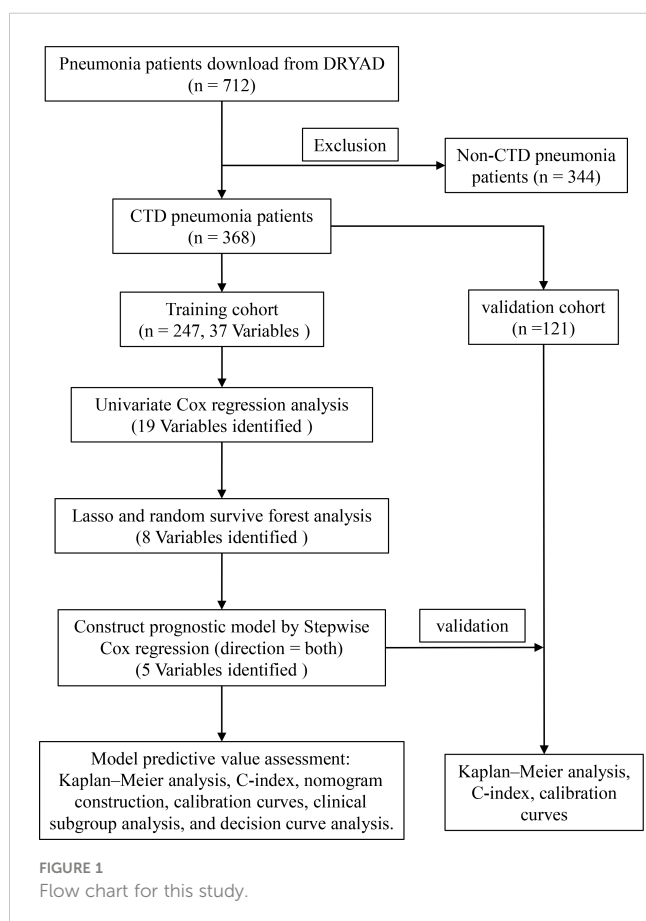 Pneumonia patients download from DRYAD
(n = 712)
Exclusion
Non-CTD pneumonia
patients (n = 344)
CTD pneumonia patients
(n = 368)
Training cohort
(n = 247, 37 Variables )
validation cohort
(n =121)
Univariate Cox regression analysis
(19 Variables identified )
Lasso and random survive forest analysis
(8 Variables identified )
Construct prognostic model by Stepwise
Cox regression (direction = both)
(5 Variables identified )
validation
Model predictive value assessment:
Kaplan–Meier analysis, C-index, nomogram
construction, calibration curves, clinical
subgroup analysis, and decision curve analysis.
Kaplan–Meier analysis,
C-index, calibration
curves
FIGURE 1
Flow chart for this study.